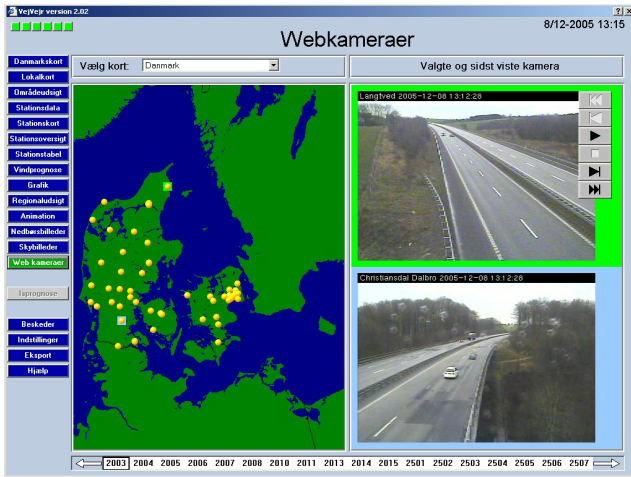 VejVejr version 2.02
8/12-2005 13:15
Webkameraer
Vælg kort: Danmark
Valgte og sidst viste kamera
Danmarkskort
Lokalkort
Områdeudsigt
Stationsdata
Stationskort
Stationsoversigt
Stationstabel
Vindprognose
Grafik
Regionaludsigt
Animation
Nedbørsbilleder
Skybilleder
Web kameraer
Isprognose
Beskeder
Indstillinger
Eksport
Hjælp
Langtved 2005-12-08 13:12:28
Christiansdal Dalbro 2005-12-08 13:12:28
2003 2004 2005 2006 2007 2008 2010 2011 2013 2014 2015 2501 2502 2503 2504 2505 2506 2507